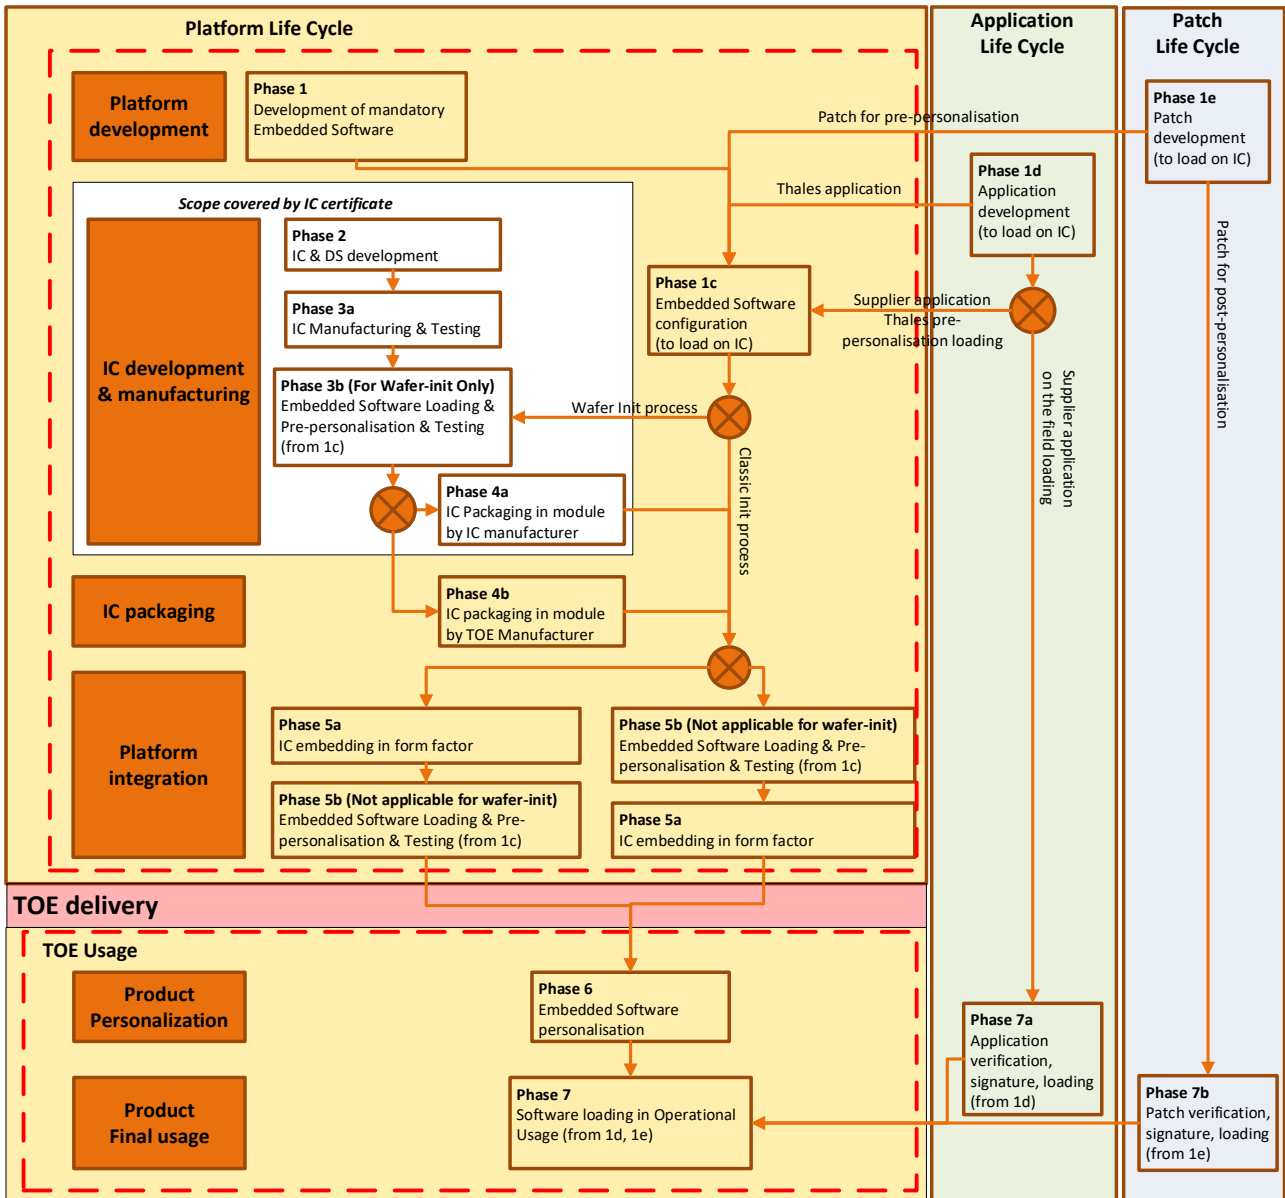 Platform Life Cycle
Application
Life Cycle
Patch
Life Cycle
Platform
development
Phase 1
Development of mandatory
Embedded Software
Patch for pre-personalisation
Phase 1e
Patch
development
(to load on IC)
Thales application
Phase 1d
Application
development
(to load on IC)
Scope covered by IC certificate
IC development
& manufacturing
Phase 2
IC & DS development
Phase 3a
IC Manufacturing & Testing
Phase 1c
Embedded Software
configuration
(to load on IC)
Supplier application
Thales pre-
personalisation loading
Patch for post-personalisation
Phase 3b (For Wafer-init Only)
Embedded Software Loading &
Pre-personalisation & Testing
(from 1c)
Wafer Init process
Supplier application
on the field loading
Classic Init process
Phase 4a
IC Packaging in module
by IC manufacturer
IC packaging
Phase 4b
IC packaging in module
by TOE Manufacturer
Platform
integration
Phase 5a
IC embedding in form factor
Phase 5b (Not applicable for wafer-init)
Embedded Software Loading & Pre-
personalisation & Testing (from 1c)
Phase 5b (Not applicable for wafer-init)
Embedded Software Loading & Pre-
personalisation & Testing (from 1c)
Phase 5a
IC embedding in form factor
TOE delivery
TOE Usage
Product
Personalization
Phase 6
Embedded Software
personalisation
Phase 7a
Application
verification,
signature, loading
(from 1d)
Product
Final usage
Phase 7
Software loading in Operational
Usage (from 1d, 1e)
Phase 7b
Patch verification,
signature, loading
(from 1e)